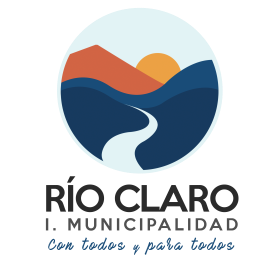 RÍO CLARO
I. MUNICIPALIDAD
Con todos y para todos